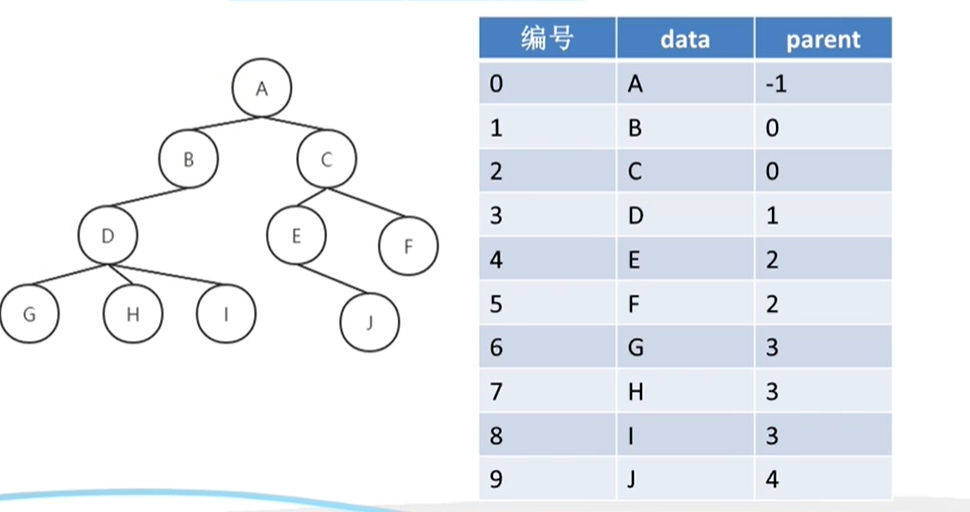 A
B
C
D
E
F
G
H
I
J
编号 data parent
0 A -1
1 B 0
2 C 0
3 D 1
4 E 2
5 F 2
6 G 3
7 H 3
8 I 3
9 J 4